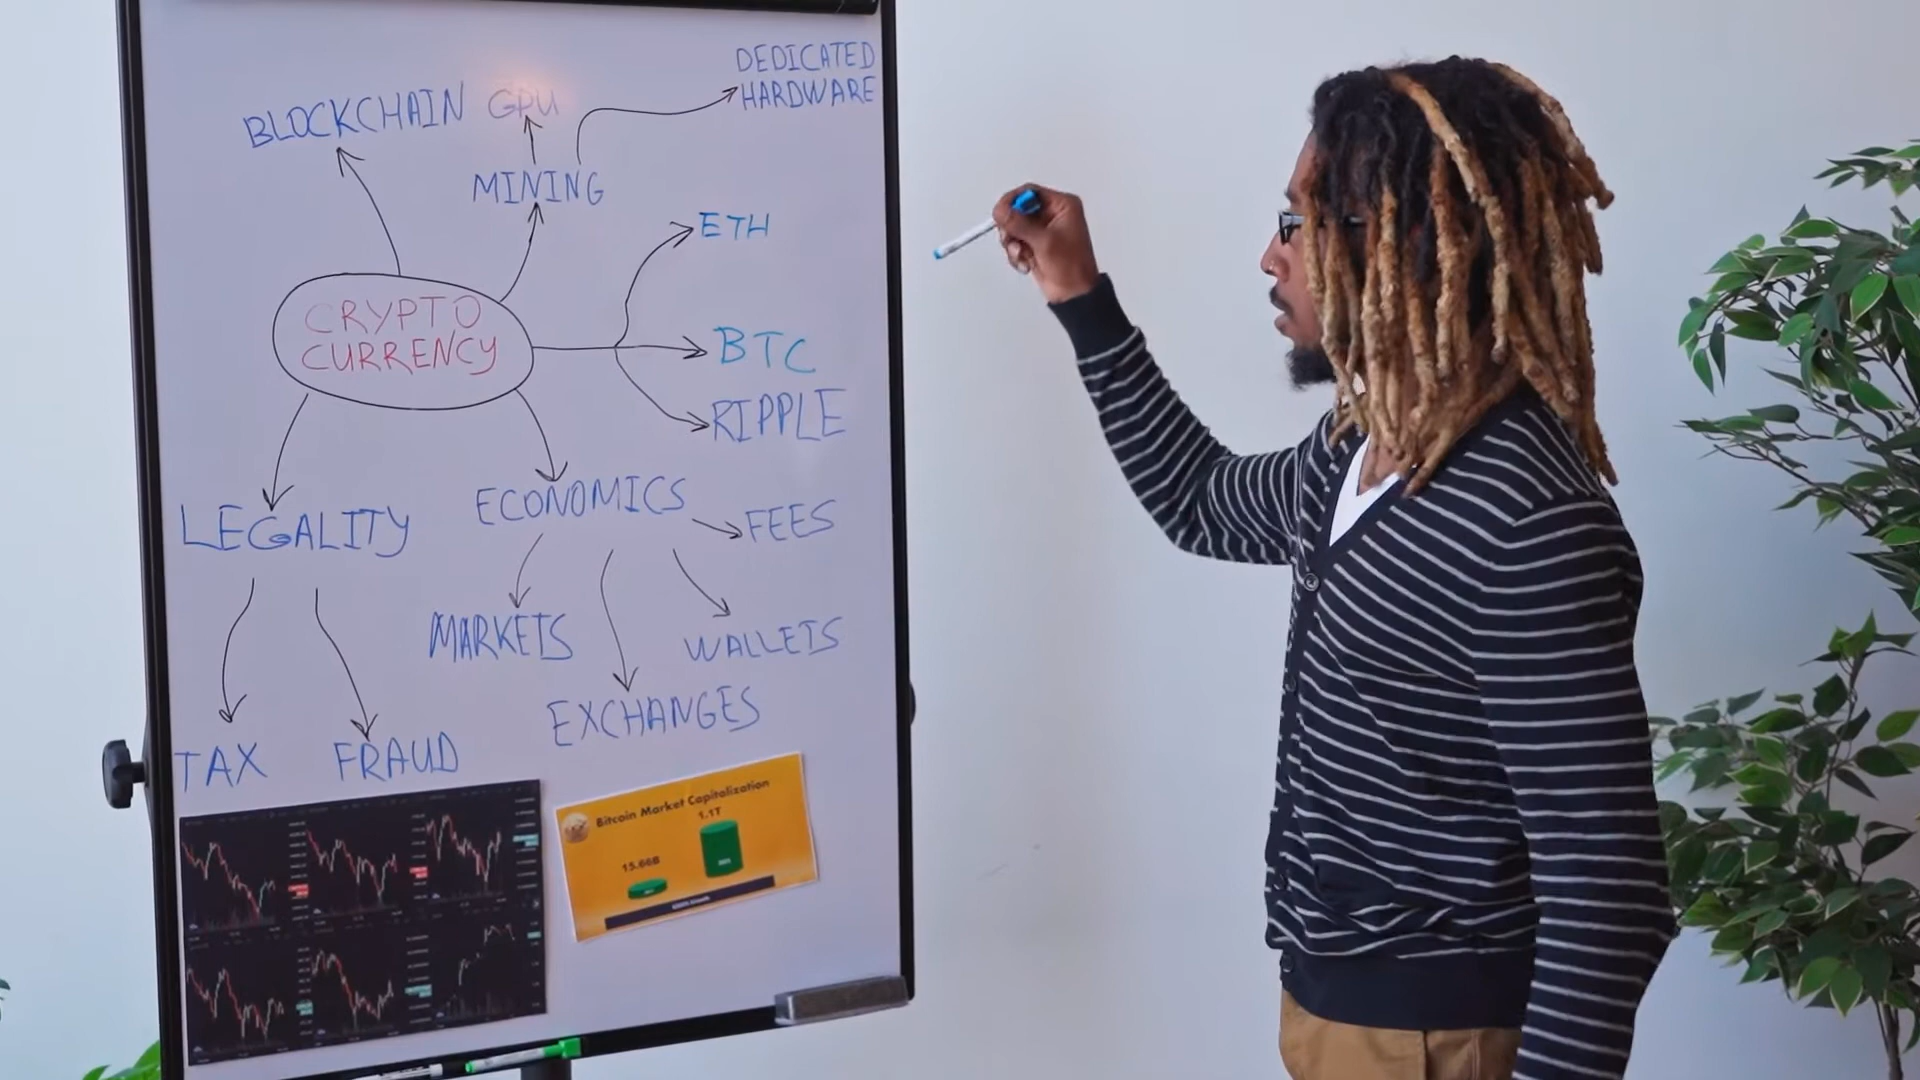 DEDICATED
HARDWARE
BLOCKCHAIN
GPU
MINING
ETH
CRYPTO
CURRENCY
BTC
RIPPLE
LEGALITY
ECONOMICS
FEES
MARKETS
WALLETS
EXCHANGES
TAX
FRAUD
Bitcoin Market Capitalization
1.1T
15.66B